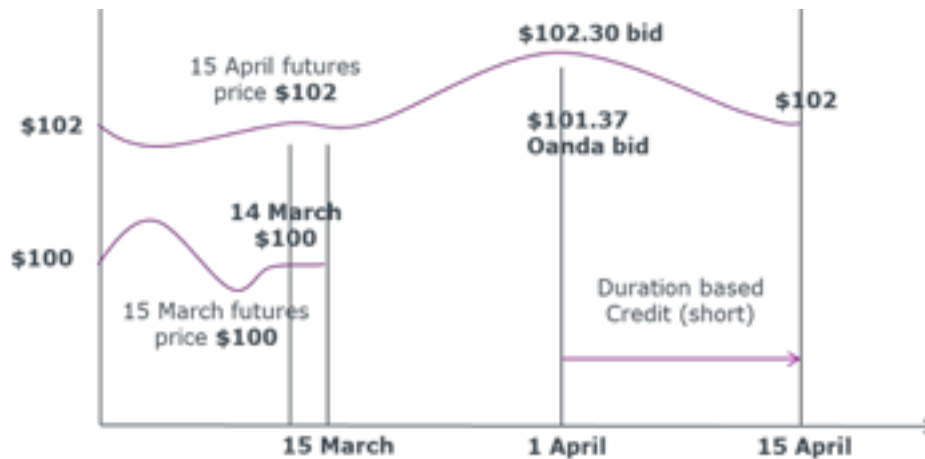 $102.30 bid
15 April futures
price $102
$102
$102
$101.37
Oanda bid
14 March
$100
$100
15 March futures
price $100
Duration based
Credit (short)
15 March
1 April
15 April